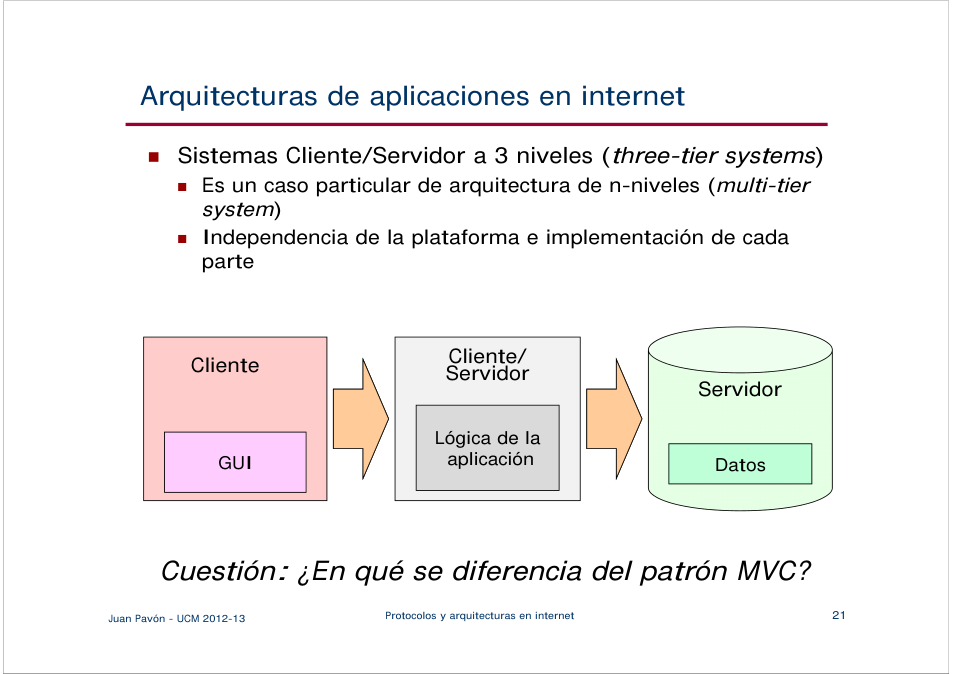 Arquitecturas de aplicaciones en internet
Sistemas Cliente/Servidor a 3 niveles (three-tier systems)
Es un caso particular de arquitectura de n-niveles (multi-tier
system)
Independencia de la plataforma e implementación de cada
parte
Cliente
GUI
Cliente/
Servidor
Lógica de la
aplicación
Servidor
Datos
Cuestión: ¿En qué se diferencia del patrón MVC?
Juan Pavón - UCM 2012-13
Protocolos y arquitecturas en internet
21